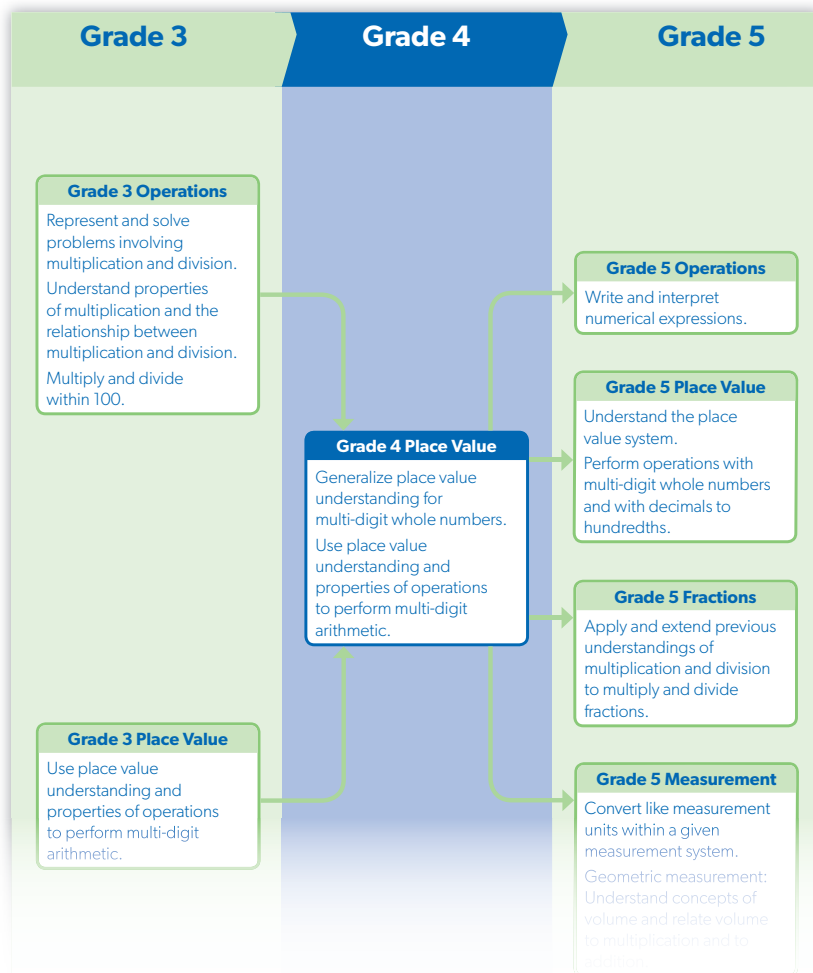 Grade 3
Grade 4
Grade 5
Grade 3 Operations
Represent and solve
problems involving
multiplication and division.
Understand properties
of multiplication and the
relationship between
multiplication and division.
Multiply and divide
within 100.
Grade 3 Place Value
Use place value
understanding and
properties of operations
to perform multi-digit
arithmetic.
Grade 4 Place Value
Generalize place value
understanding for
multi-digit whole numbers.
Use place value
understanding and
properties of operations
to perform multi-digit
arithmetic.
Grade 5 Operations
Write and interpret
numerical expressions.
Grade 5 Place Value
Understand the place
value system.
Perform operations with
multi-digit whole numbers
and with decimals to
hundredths.
Grade 5 Fractions
Apply and extend previous
understandings of
multiplication and division
to multiply and divide
fractions.
Grade 5 Measurement
Convert like measurement
units within a given
measurement system.
Geometric measurement:
Understand concepts of
volume and relate volume
to multiplication and to